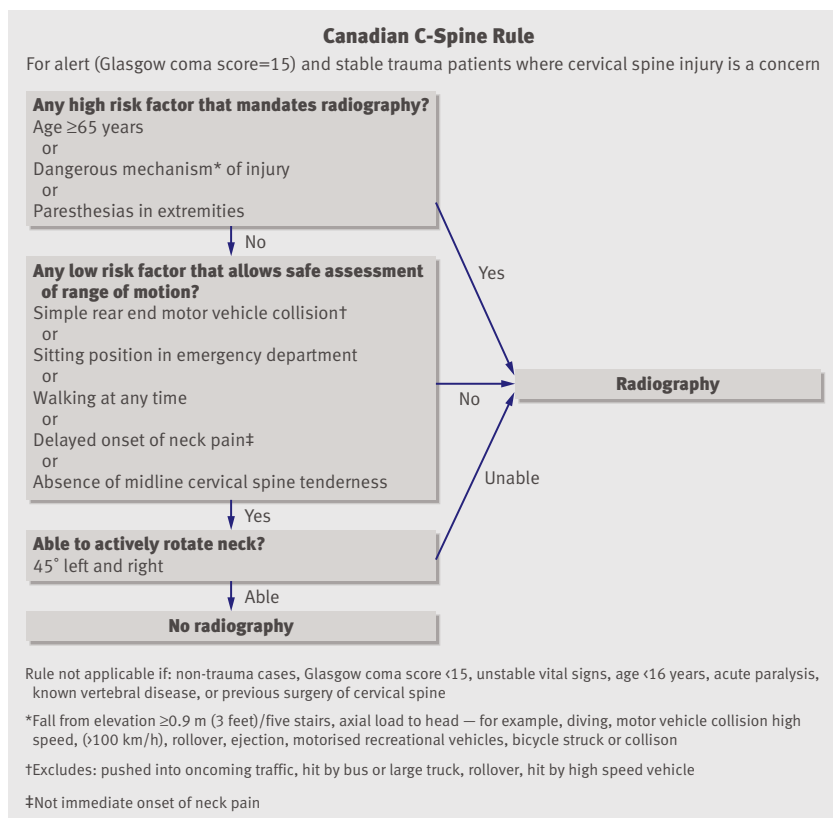 Canadian C-Spine Rule
For alert (Glasgow coma score=15) and stable trauma patients where cervical spine injury is a concern
Any high risk factor that mandates radiography?
Age ≥65 years
or
Dangerous mechanism* of injury
or
Paresthesias in extremities
No
Yes
Any low risk factor that allows safe assessment
of range of motion?
Simple rear end motor vehicle collision†
or
Sitting position in emergency department
or
Walking at any time
or
Delayed onset of neck pain‡
or
Absence of midline cervical spine tenderness
No
Radiography
Yes
Unable
Able to actively rotate neck?
45˚ left and right
Able
No radiography
Rule not applicable if: non-trauma cases, Glasgow coma score <15, unstable vital signs, age <16 years, acute paralysis,
known vertebral disease, or previous surgery of cervical spine
*Fall from elevation ≥0.9 m (3 feet)/five stairs, axial load to head — for example, diving, motor vehicle collision high
speed, (>100 km/h), rollover, ejection, motorised recreational vehicles, bicycle struck or collison
†Excludes: pushed into oncoming traffic, hit by bus or large truck, rollover, hit by high speed vehicle
‡Not immediate onset of neck pain